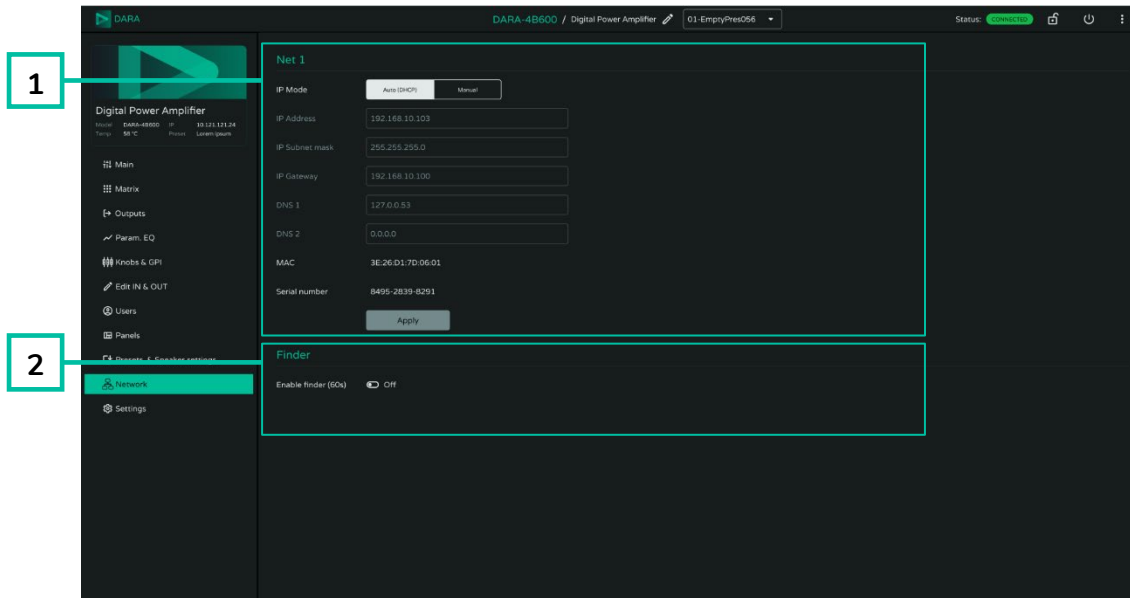 DARA
DARA-4B600 / Digital Power Amplifier
01-EmptyPres056
Status: CONNECTED
1
2
Digital Power Amplifier
Model DARA-4B600 IP 10.121.121.24
Temp 58 °C Preset Lorem Ipsum
Main
Matrix
Outputs
Param. EQ
Knobs & GPI
Edit IN & OUT
Users
Panels
Presets & Speaker settings
Network
Settings
Net 1
IP Mode Auto (DHCP) Manual
IP Address 192.168.10.103
IP Subnet mask 255.255.255.0
IP Gateway 192.168.10.100
DNS 1 127.0.0.53
DNS 2 0.0.0.0
MAC 3E:26:D1:7D:06:01
Serial number 8495-2839-8291
Apply
Finder
Enable finder (60s) Off